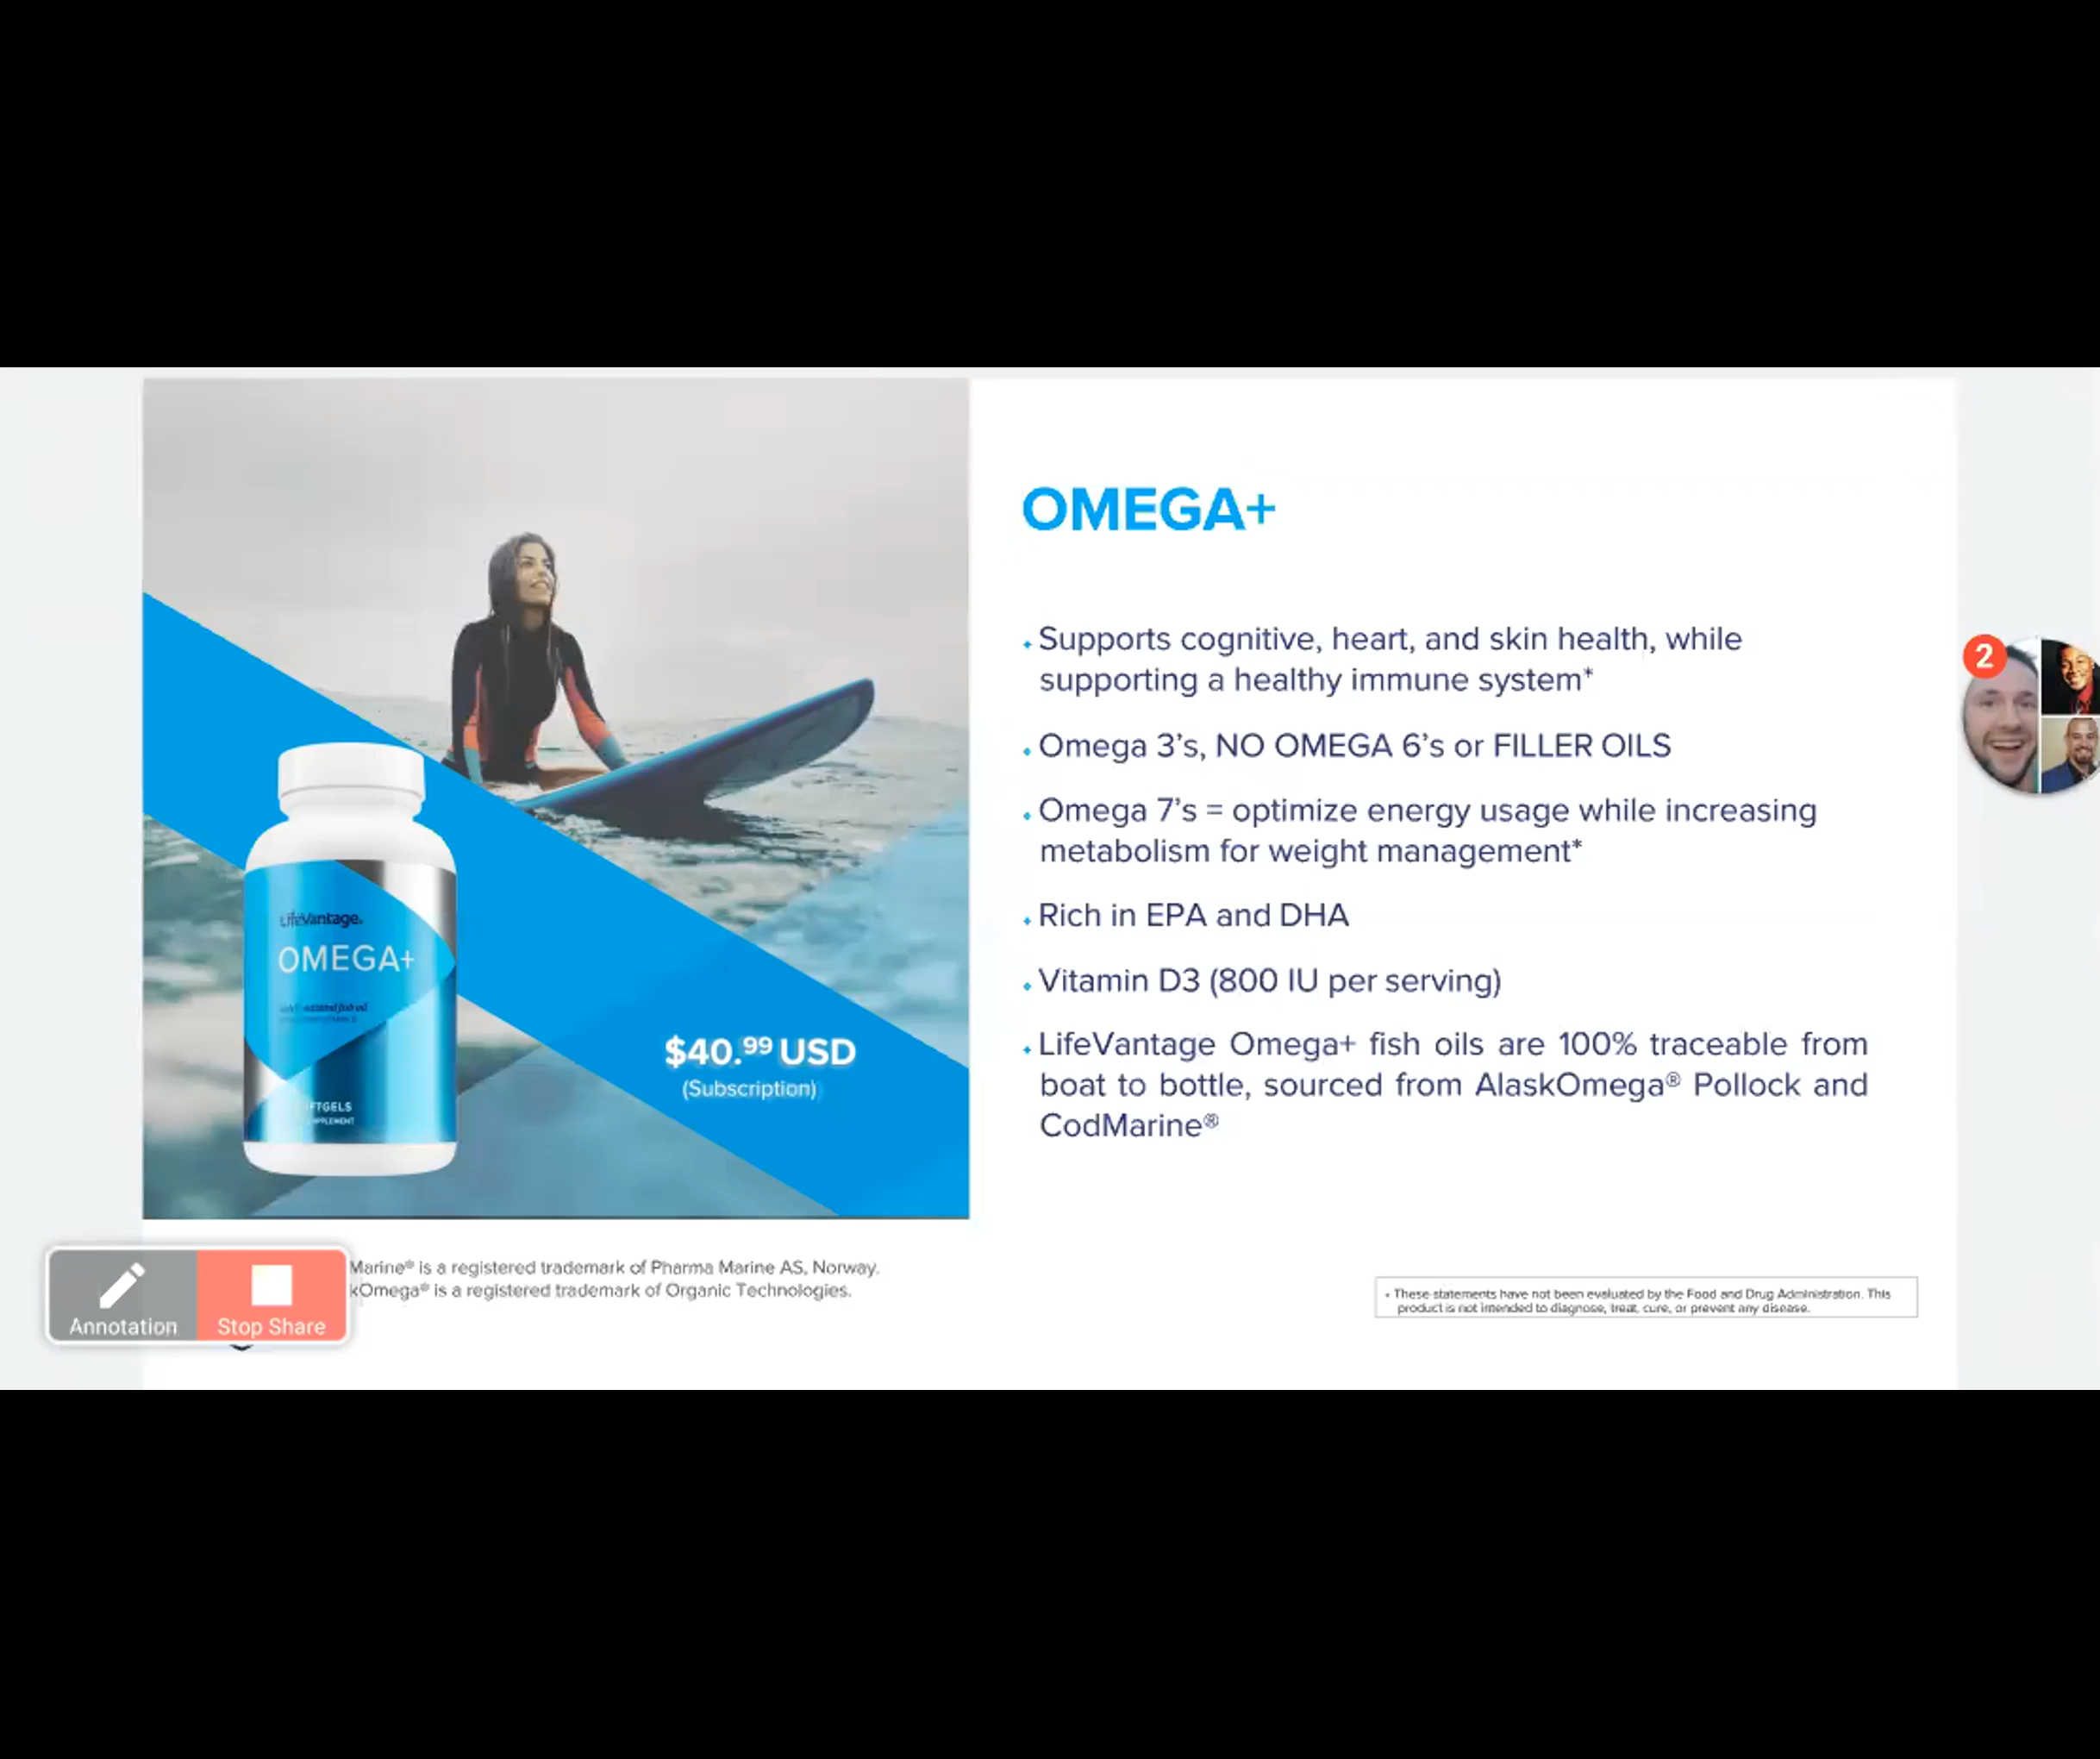 OMEGA+
Supports cognitive, heart, and skin health, while
supporting a healthy immune system*
Omega 3's, NO OMEGA 6's or FILLER OILS
Omega 7's = optimize energy usage while increasing
metabolism for weight management*
Rich in EPA and DHA
Vitamin D3 (800 IU per serving)
LifeVantage Omega+ fish oils are 100% traceable from
boat to bottle, sourced from AlaskOmega® Pollock and
CodMarine®
2
LifeVantage
OMEGA+
fish oil
$40.99 USD
(Subscription)
Marine® is a registered trademark of Pharma Marine AS, Norway.
kOmega® is a registered trademark of Organic Technologies.
Annotation
Stop Share
* These statements have not been evaluated by the Food and Drug Administration. This
product is not intended to diagnose, treat, cure, or prevent any disease.